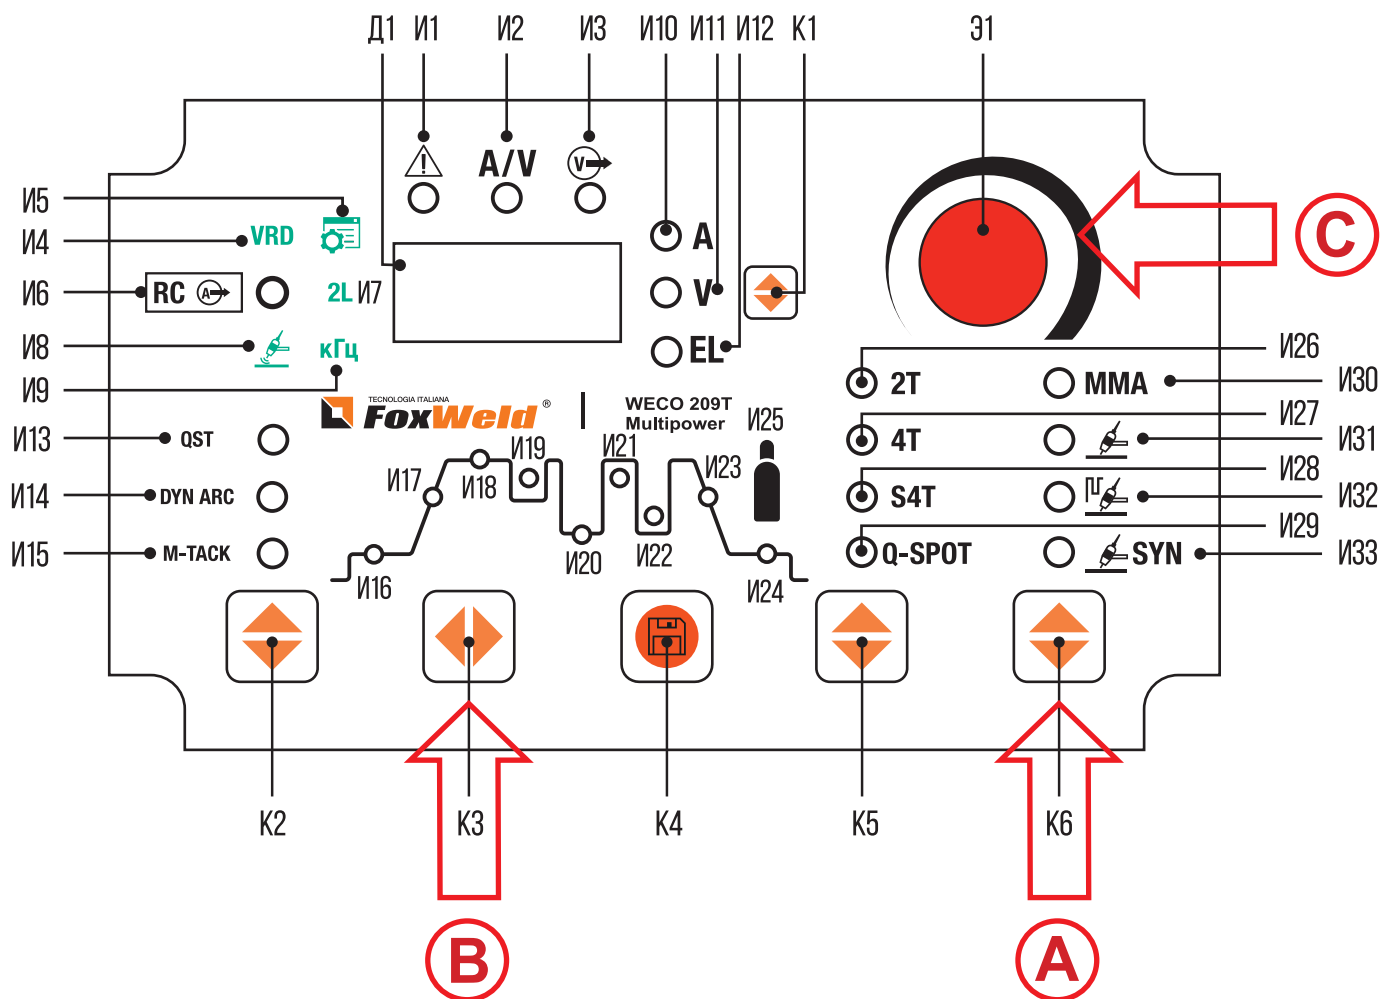 Д1 И1 И2 И3 И10 И11 И12 К1 Э1
A/V V
И5
И4 VRD A C
И6 RC A 2L И7 V
И8 кГц EL
И9
И26
2T MMA И30
TECNOLOGIA ITALIANA
FoxWeld ®
WECO 209T
Multipower
И25
И27
И13 QST 4T И31
И19 И21
И17 И18 И23
И28
И14 DYN ARC S4T И32
И29
И15 M-TACK Q-SPOT SYN И33
И20 И22
И16 И24
К2 К3 К4 К5 К6
B A